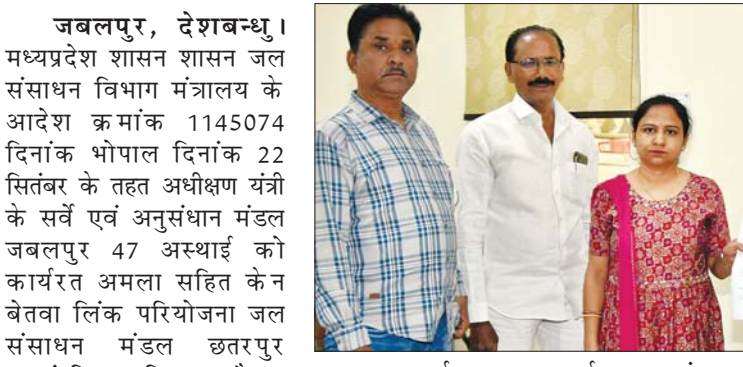 जबलपुर, देशबन्धु।
मध्यप्रदेश शासन शासन जल
संसाधन विभाग मंत्रालय के
आदेश क्रमांक 1145074
दिनांक भोपाल दिनांक 22
सितंबर के तहत अधीक्षण यंत्री
के सर्वे एवं अनुसंधान मंडल
जबलपुर 47 अस्थाई को
कार्यरत अमला सहित केन
बेतवा लिंक परियोजना जल
संसाधन मंडल छतरपुर